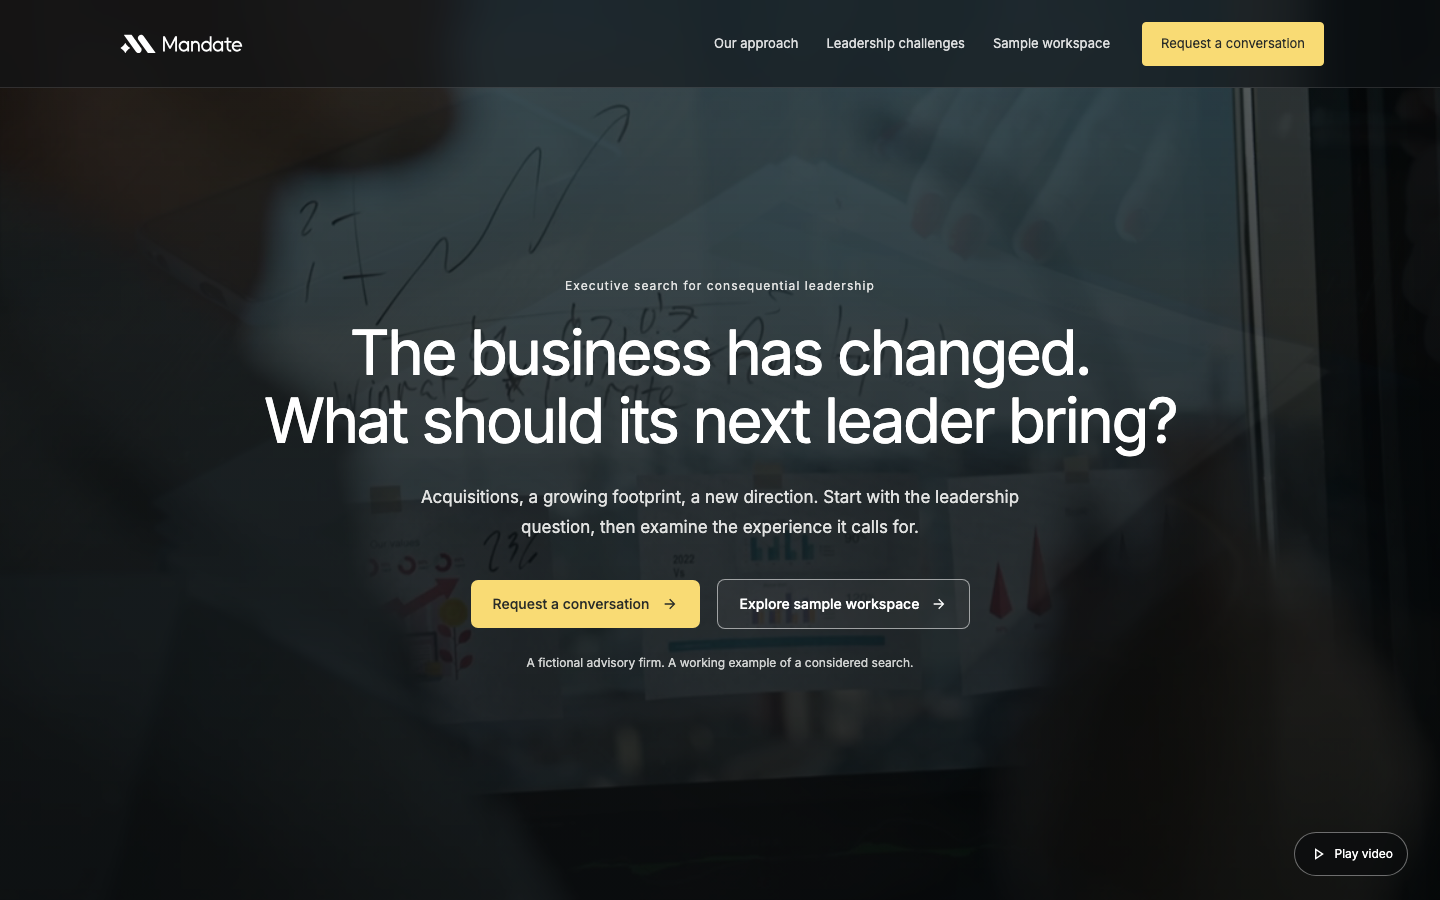 Mandate
Our approach
Leadership challenges
Sample workspace
Request a conversation
Executive search for consequential leadership
The business has changed.
What should its next leader bring?
Acquisitions, a growing footprint, a new direction. Start with the leadership
question, then examine the experience it calls for.
2022
23%
Request a conversation
Explore sample workspace
A fictional advisory firm. A working example of a considered search.
Play video